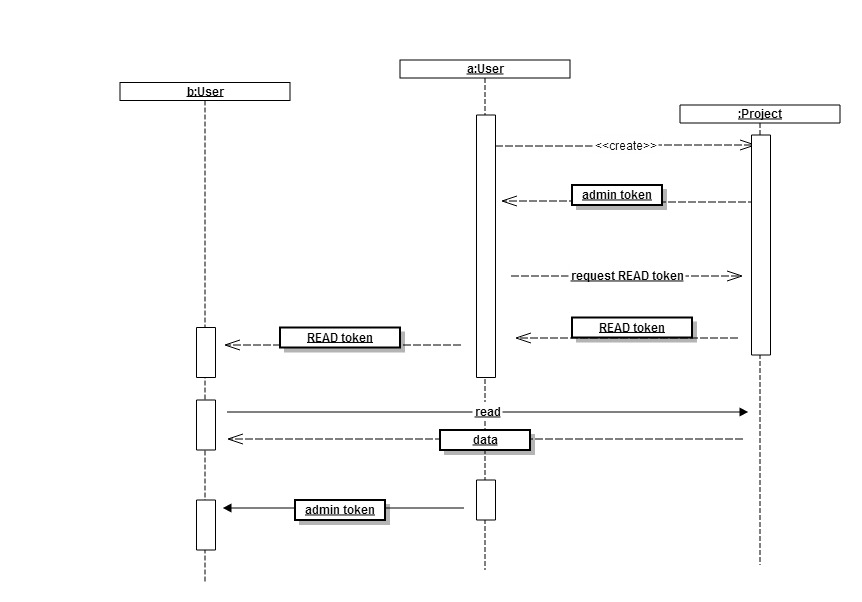 a:User
b:User
:Project
<<create>>
admin token
request READ token
READ token
READ token
read
data
admin token